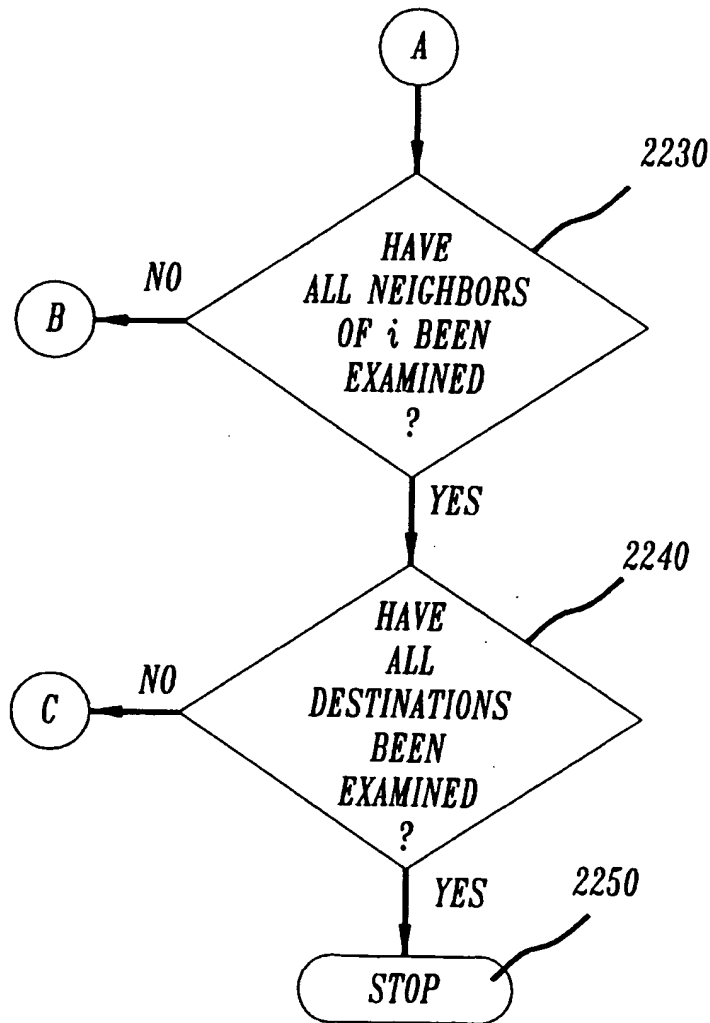 A
2230
HAVE
ALL NEIGHBORS
OF i BEEN
EXAMINED
?
NO
B
YES
2240
HAVE
ALL
DESTINATIONS
BEEN
EXAMINED
?
NO
C
YES
2250
STOP